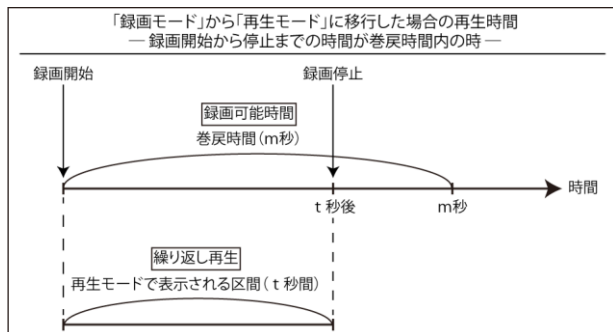 「録画モード」から「再生モード」に移行した場合の再生時間
― 録画開始から停止までの時間が巻戻時間内の時 ―
録画開始
録画停止
録画可能時間
巻戻時間(m秒)
時間
t 秒後
m秒
繰り返し再生
再生モードで表示される区間(t 秒間)